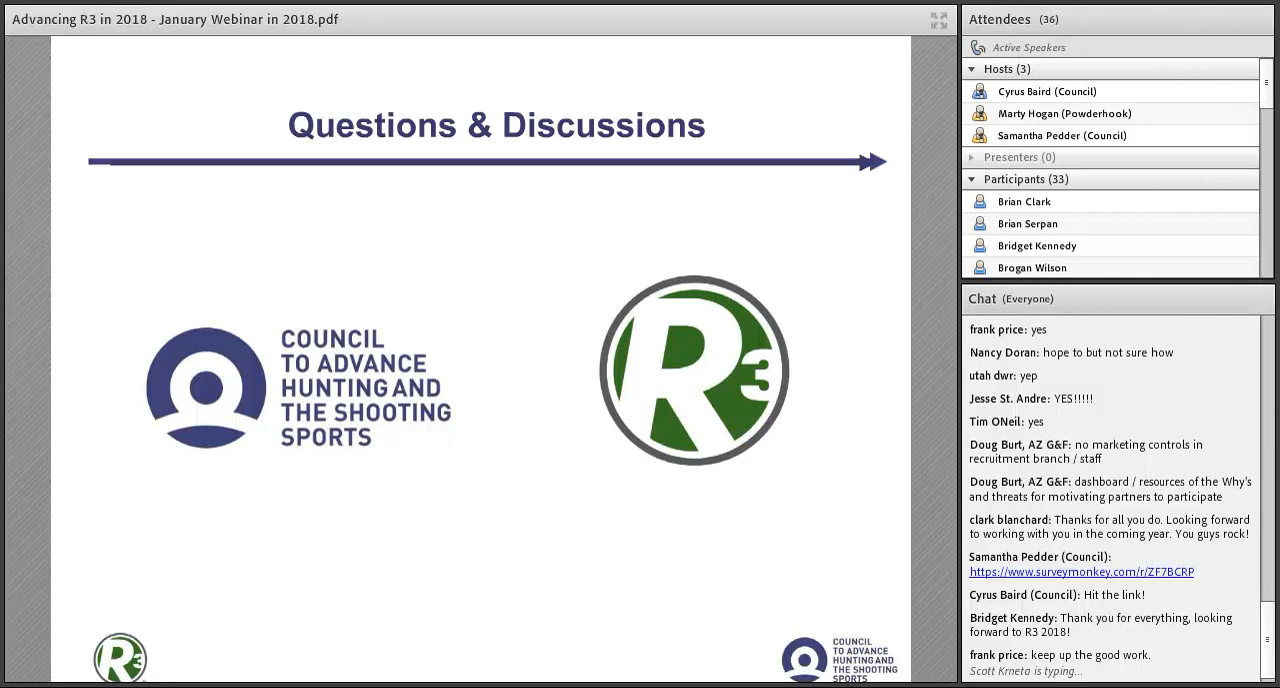 Advancing R3 in 2018 - January Webinar in 2018.pdf
Questions & Discussions
COUNCIL
TO ADVANCE
HUNTING AND
THE SHOOTING
SPORTS
R3
R3
COUNCIL
TO ADVANCE
HUNTING AND
THE SHOOTING
SPORTS
Attendees (36)
Active Speakers
Hosts (3)
Cyrus Baird (Council)
Marty Hogan (Powderhook)
Samantha Pedder (Council)
Presenters (0)
Participants (33)
Brian Clark
Brian Serpan
Bridget Kennedy
Brogan Wilson
Chat (Everyone)
frank price: yes
Nancy Doran: hope to but not sure how
utah dwr: yep
Jesse St. Andre: YES!!!!!
Tim ONeil: yes
Doug Burt, AZ G&F: no marketing controls in
recruitment branch / staff
Doug Burt, AZ G&F: dashboard / resources of the Why's
and threats for motivating partners to participate
clark blanchard: Thanks for all you do. Looking forward
to working with you in the coming year. You guys rock!
Samantha Pedder (Council):
https://www.surveymonkey.com/r/ZF7BCRP
Cyrus Baird (Council): Hit the link!
Bridget Kennedy: Thank you for everything, looking
forward to R3 2018!
frank price: keep up the good work.
Scott Krneta is typing...